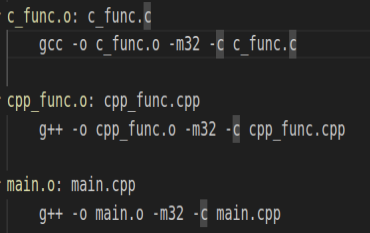 c_func.o: c_func.c
gcc -o c_func.o -m32 -c c_func.c
cpp_func.o: cpp_func.cpp
g++ -o cpp_func.o -m32 -c cpp_func.cpp
main.o: main.cpp
g++ -o main.o -m32 -c main.cpp